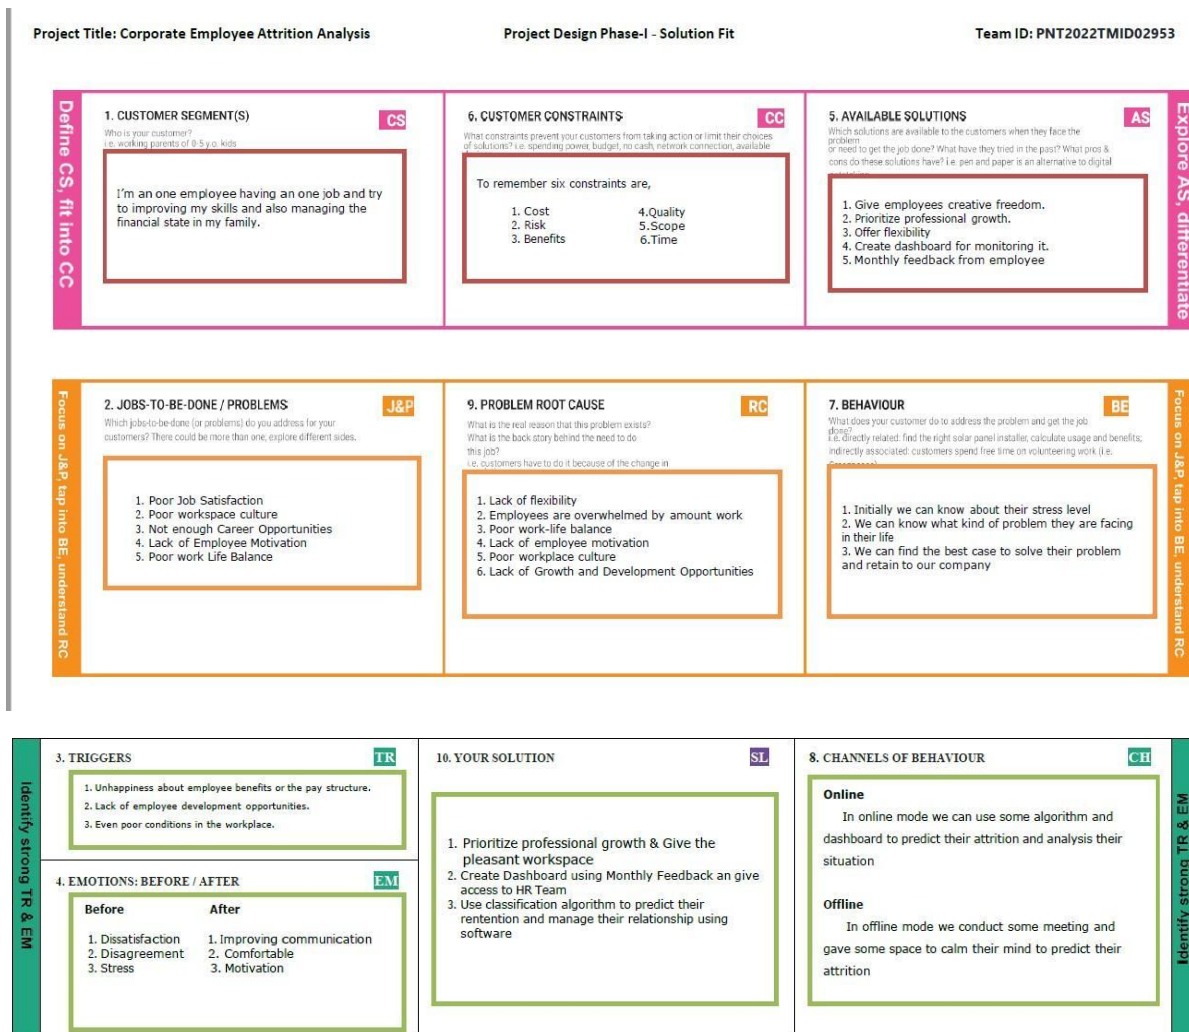 Project Title: Corporate Employee Attrition Analysis
Project Design Phase-I - Solution Fit
Team ID: PNT2022TMID02953
Define CS, fit into CC
1. CUSTOMER SEGMENT(S)
CS
Who is your customer?
i.e. working parents of 0-5 y.o. kids
I'm an one employee having an one job and try
to improving my skills and also managing the
financial state in my family.
6. CUSTOMER CONSTRAINTS
CC
What constraints prevent your customers from taking action or limit their choices
of solutions? i.e. spending power, budget, no cash, network connection, available
To remember six constraints are,
1. Cost
2. Risk
3. Benefits
4.Quality
5.Scope
6.Time
5. AVAILABLE SOLUTIONS
AS
Which solutions are available to the customers when they face the
problem
or need to get the job done? What have they tried in the past? What pros &
cons do these solutions have? i.e. pen and paper is an alternative to digital
1. Give employees creative freedom.
2. Prioritize professional growth.
3. Offer flexibility
4. Create dashboard for monitoring it.
5. Monthly feedback from employee
Explore AS, differentiate
Focus on J&P, tap into BE, understand RC
2. JOBS-TO-BE-DONE / PROBLEMS
J&P
Which jobs-to-be-done (or problems) do you address for your
customers? There could be more than one; explore different sides.
1. Poor Job Satisfaction
2. Poor workspace culture
3. Not enough Career Opportunities
4. Lack of Employee Motivation
5. Poor work Life Balance
9. PROBLEM ROOT CAUSE
RC
What is the real reason that this problem exists?
What is the back story behind the need to do
this job?
i.e. customers have to do it because of the change in
1. Lack of flexibility
2. Employees are overwhelmed by amount work
3. Poor work-life balance
4. Lack of employee motivation
5. Poor workplace culture
6. Lack of Growth and Development Opportunities
7. BEHAVIOUR
BE
What does your customer do to address the problem and get the job
done?
i.e. directly related: find the right solar panel installer, calculate usage and benefits;
indirectly associated: customers spend free time on volunteering work (i.e.
1. Initially we can know about their stress level
2. We can know what kind of problem they are facing
in their life
3. We can find the best case to solve their problem
and retain to our company
Focus on J&P, tap into BE, understand RC
Identify strong TR & EM
3. TRIGGERS
TR
1. Unhappiness about employee benefits or the pay structure.
2. Lack of employee development opportunities.
3. Even poor conditions in the workplace.
4. EMOTIONS: BEFORE / AFTER
EM
Before
1. Dissatisfaction
2. Disagreement
3. Stress
After
1. Improving communication
2. Comfortable
3. Motivation
10. YOUR SOLUTION
SL
1. Prioritize professional growth & Give the
pleasant workspace
2. Create Dashboard using Monthly Feedback an give
access to HR Team
3. Use classification algorithm to predict their
rentention and manage their relationship using
software
8. CHANNELS OF BEHAVIOUR
CH
Online
In online mode we can use some algorithm and
dashboard to predict their attrition and analysis their
situation
Offline
In offline mode we conduct some meeting and
gave some space to calm their mind to predict their
attrition
Identify strong TR & EM